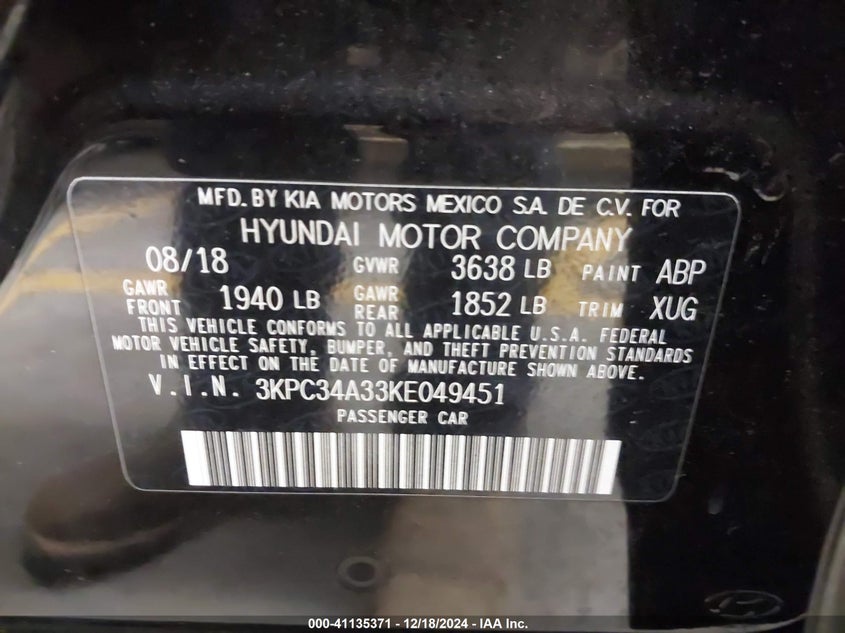 MFD. BY KIA MOTORS MEXICO S.A. DE C.V. FOR
HYUNDAI MOTOR COMPANY
08/18 GVWR 3638 LB PAINT ABP
GAWR FRONT 1940 LB GAWR REAR 1852 LB TRIM XUG
THIS VEHICLE CONFORMS TO ALL APPLICABLE U.S.A. FEDERAL
MOTOR VEHICLE SAFETY, BUMPER, AND THEFT PREVENTION STANDARDS
IN EFFECT ON THE DATE OF MANUFACTURE SHOWN ABOVE.
V.I.N. 3KPC34A33KE049451
PASSENGER CAR
000-41135371 - 12/18/2024 - IAA Inc.